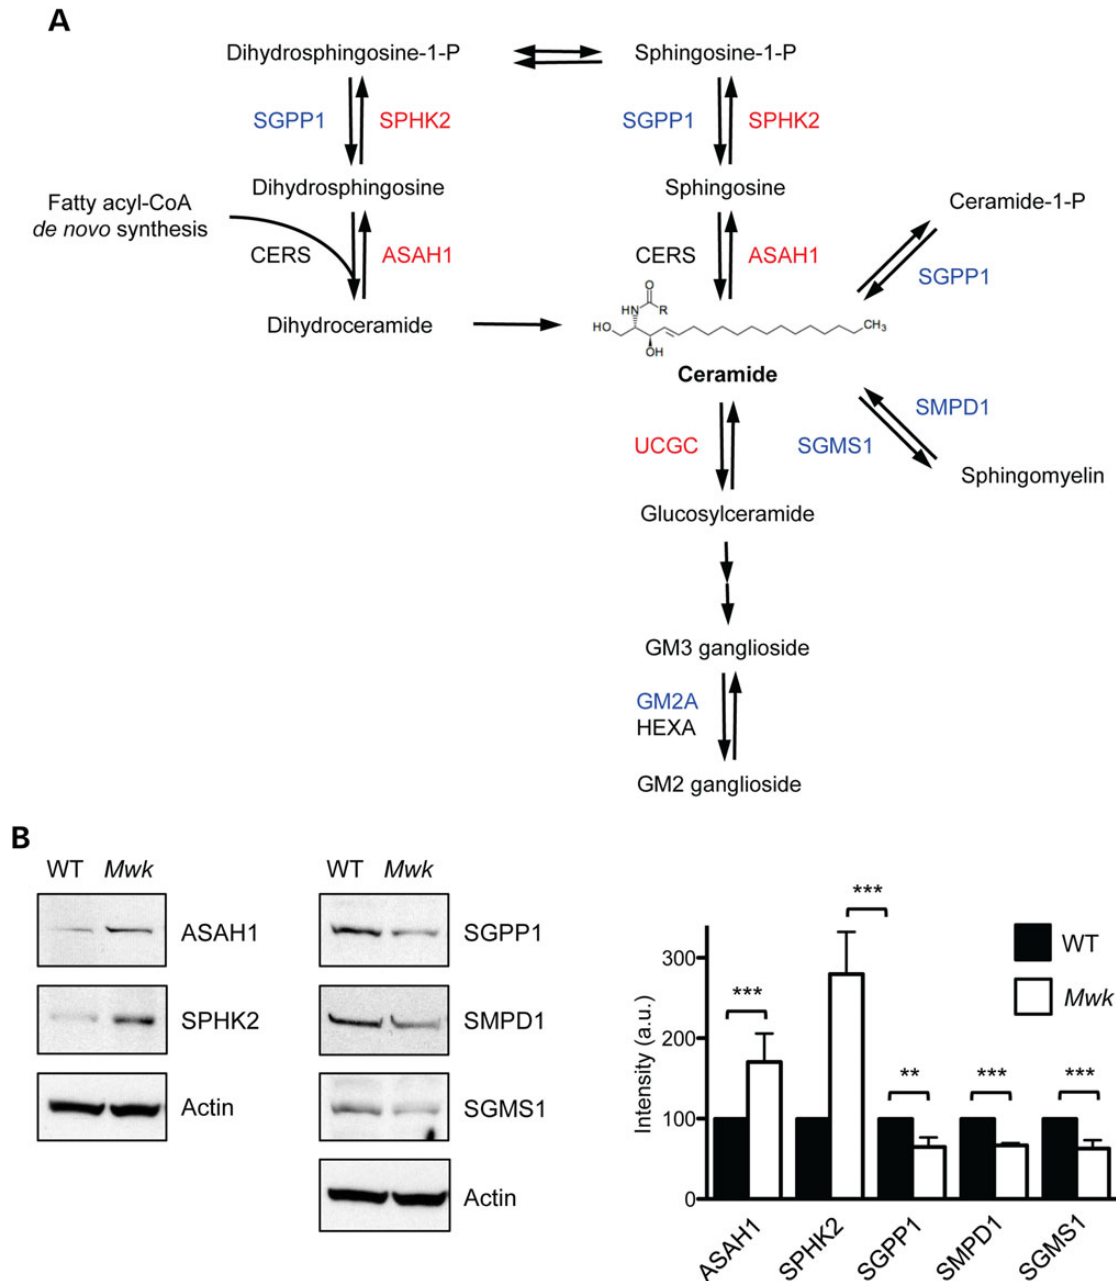 A
Dihydrosphingosine-1-P
Sphingosine-1-P
SGPP1
SPHK2
SGPP1
SPHK2
Dihydrosphingosine
Sphingosine
Fatty acyl-CoA
de novo synthesis
Ceramide-1-P
CERS
ASAH1
CERS
ASAH1
SGPP1
Dihydroceramide
O
HN
R
HO
OH
CH3
Ceramide
SMPD1
UCGC
SGMS1
Sphingomyelin
Glucosylceramide
GM3 ganglioside
GM2A
HEXA
GM2 ganglioside
B
WT Mwk
ASAH1
SPHK2
Actin
WT Mwk
SGPP1
SMPD1
SGMS1
Actin
Intensity (a.u.)
300
200
100
0
***
***
**
***
***
WT
Mwk
ASAH1
SPHK2
SGPP1
SMPD1
SGMS1